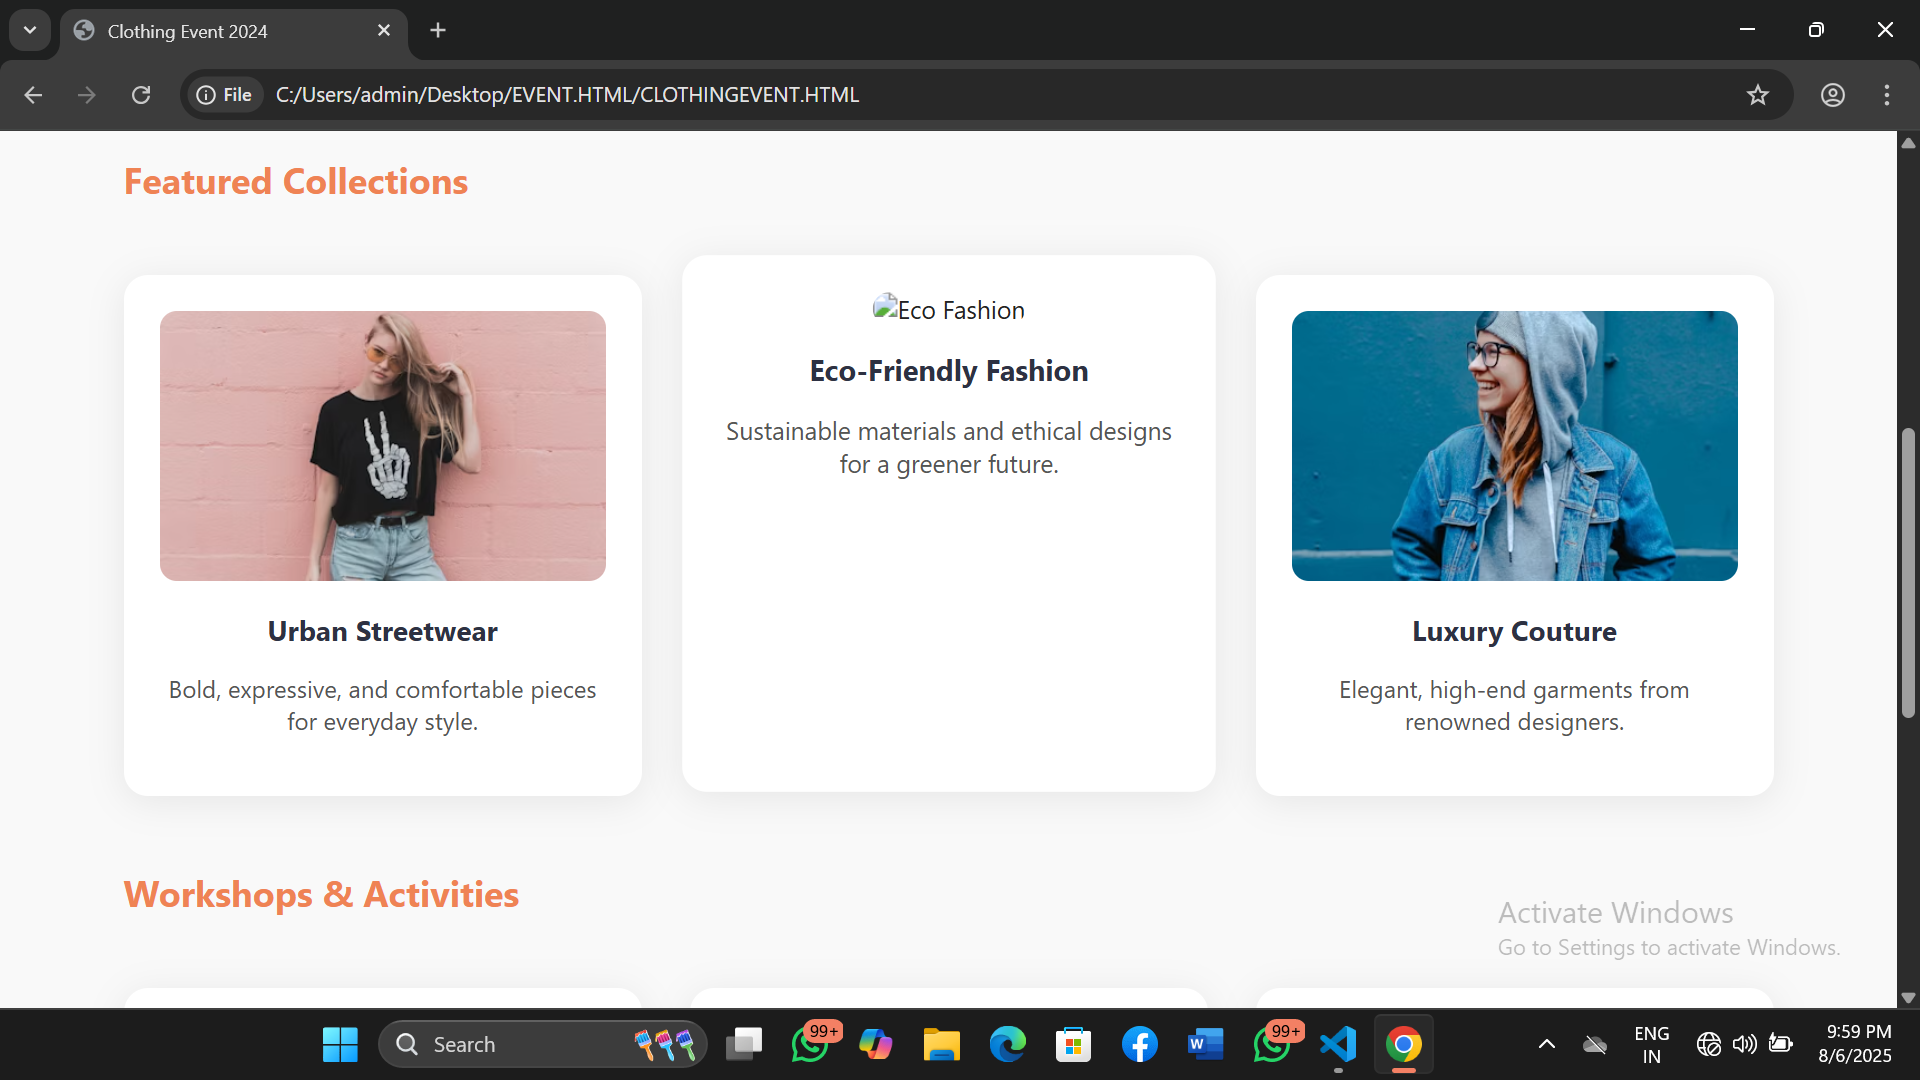 Clothing Event 2024
File
C:/Users/admin/Desktop/EVENT.HTML/CLOTHINGEVENT.HTML
Featured Collections
Urban Streetwear
Bold, expressive, and comfortable pieces
for everyday style.
Eco Fashion
Eco-Friendly Fashion
Sustainable materials and ethical designs
for a greener future.
Luxury Couture
Elegant, high-end garments from
renowned designers.
Workshops & Activities
Activate Windows
Go to Settings to activate Windows.
Search
99+
W
99+
ENG
IN
9:59 PM
8/6/2025